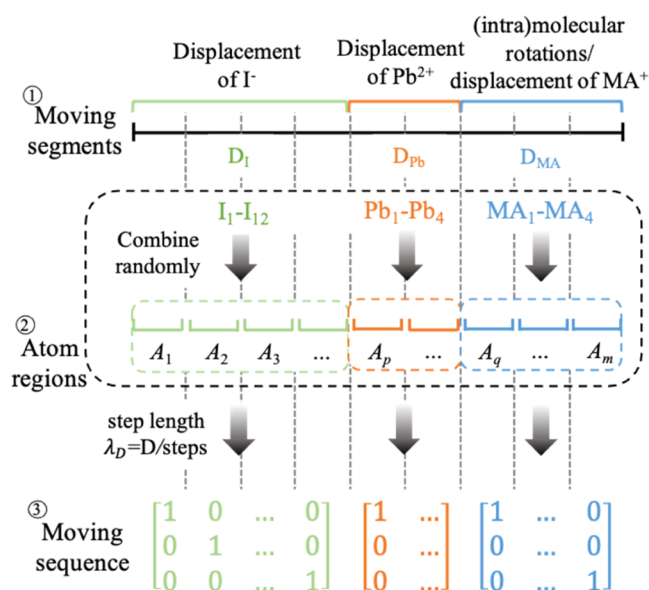 Displacement
of I⁻
Displacement
of Pb²⁺
(intra)molecular
rotations/
displacement of MA⁺
① Moving
segments
D_I
D_Pb
D_MA
I₁-I₁₂
Pb₁-Pb₄
MA₁-MA₄
Combine
randomly
② Atom
regions
A₁ A₂ A₃ ... A_p ... A_q ... A_m
step length
λ_D=D/steps
③ Moving
sequence
1 0 ... 0
0 1 ... 0
0 0 ... 1
1 ...
0 ...
0 ...
1 ... 0
0 ... 0
0 ... 1